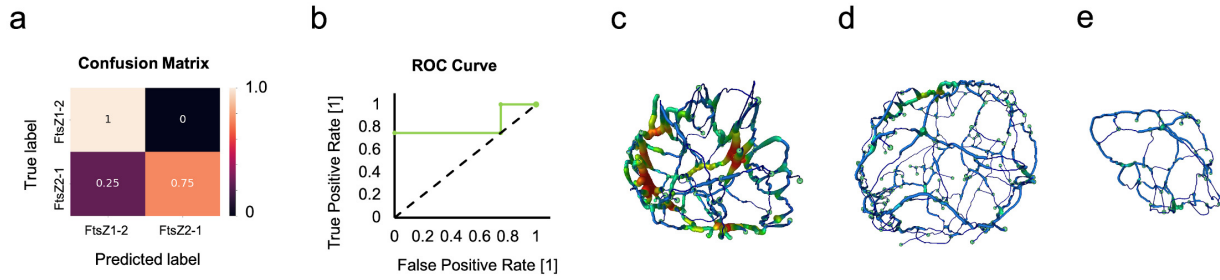 a
Confusion Matrix
True label
FtsZ1-2
FtsZ2-1
1
0
0.25
0.75
1.0
0
FtsZ1-2
FtsZ2-1
Predicted label
b
ROC Curve
True Positive Rate [1]
1
0.8
0.6
0.4
0.2
0
0 0.2 0.4 0.6 0.8 1
False Positive Rate [1]
c
d
e